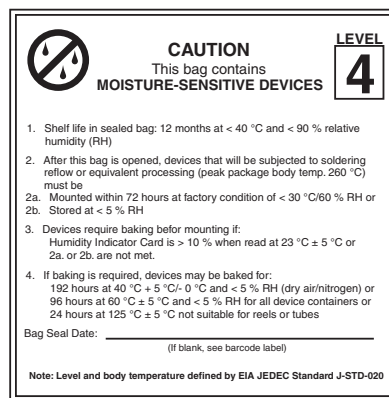 CAUTION
This bag contains
MOISTURE-SENSITIVE DEVICES
LEVEL
4
1. Shelf life in sealed bag: 12 months at < 40 °C and < 90 % relative
humidity (RH)
2. After this bag is opened, devices that will be subjected to soldering
reflow or equivalent processing (peak package body temp. 260 °C)
must be
2a. Mounted within 72 hours at factory condition of < 30 °C/60 % RH or
2b. Stored at < 5 % RH
3. Devices require baking befor mounting if:
Humidity Indicator Card is > 10 % when read at 23 °C ± 5 °C or
2a. or 2b. are not met.
4. If baking is required, devices may be baked for:
192 hours at 40 °C + 5 °C/- 0 °C and < 5 % RH (dry air/nitrogen) or
96 hours at 60 °C ± 5 °C and < 5 % RH for all device containers or
24 hours at 125 °C ± 5 °C not suitable for reels or tubes
Bag Seal Date:
(If blank, see barcode label)
Note: Level and body temperature defined by EIA JEDEC Standard J-STD-020